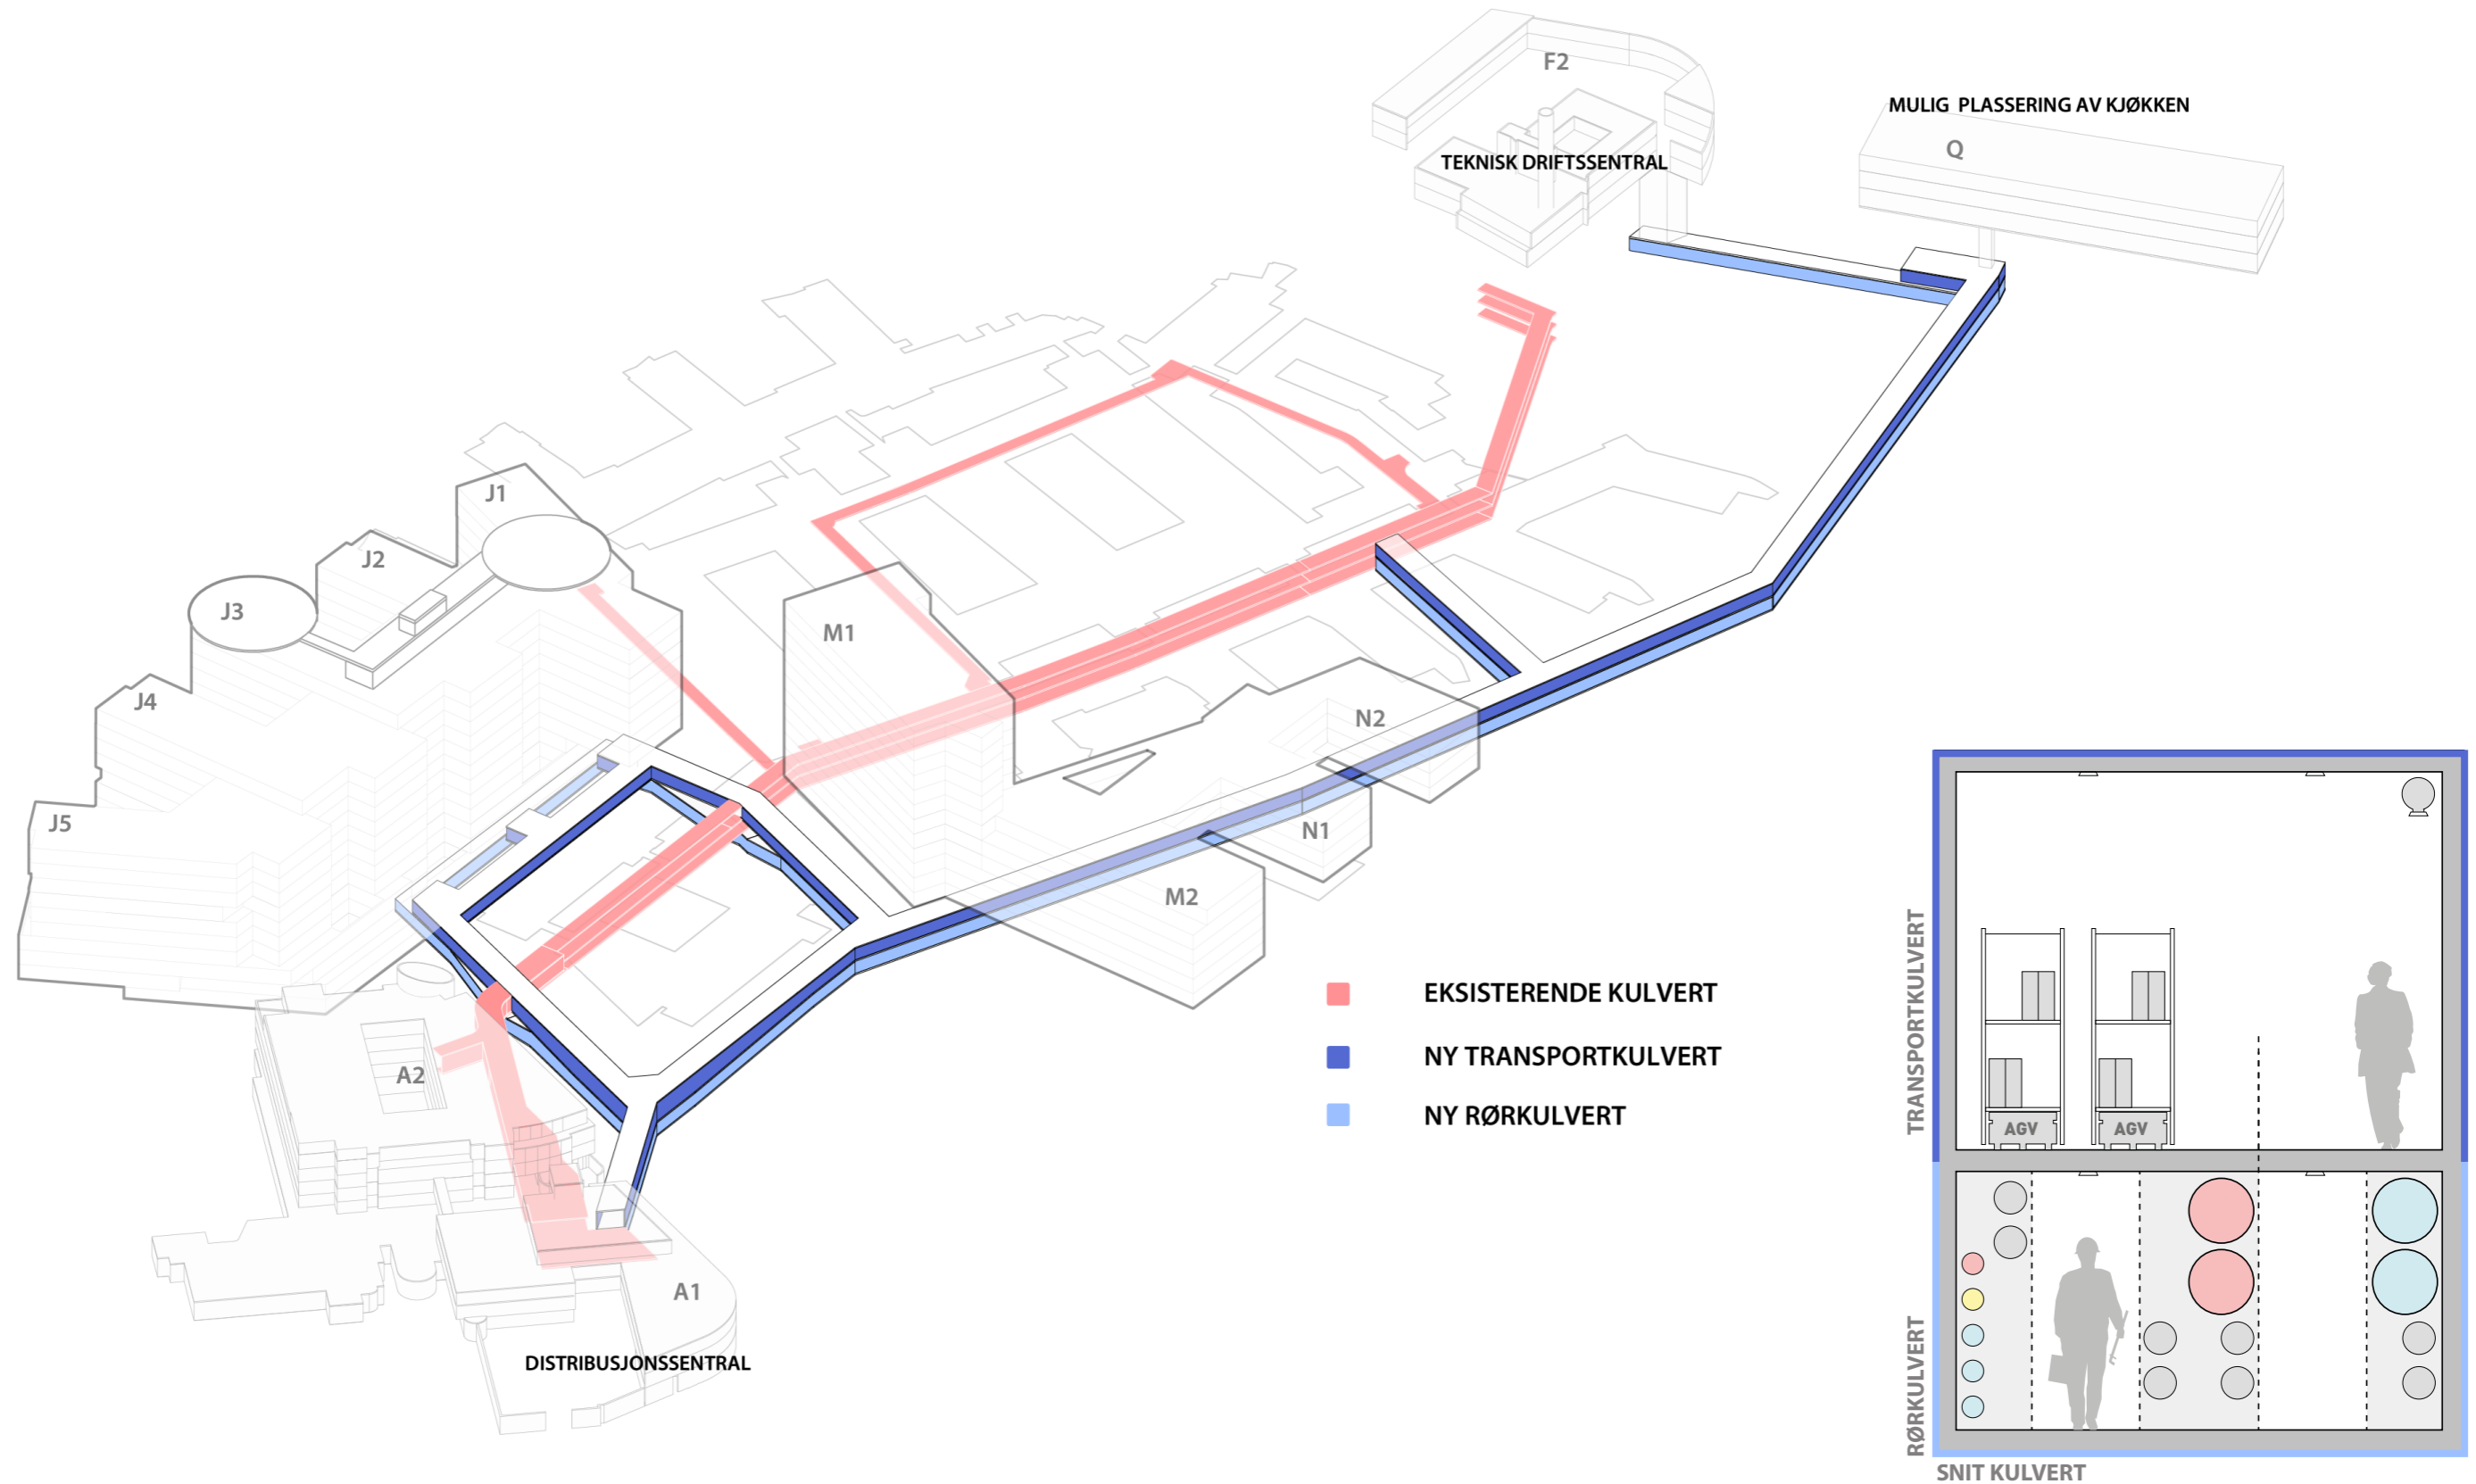 F2
MULIG PLASSERING AV KJØKKEN
Q
TEKNISK DRIFTSSENTRAL
J1
J2
J3
M1
J4
N2
J5
N1
M2
A2
A1
DISTRIBUSJONSSENTRAL
EKSISTERENDE KULVERT
NY TRANSPORTKULVERT
NY RØRKULVERT
TRANSPORTKULVERT
AGV
AGV
RØRKULVERT
SNIT KULVERT